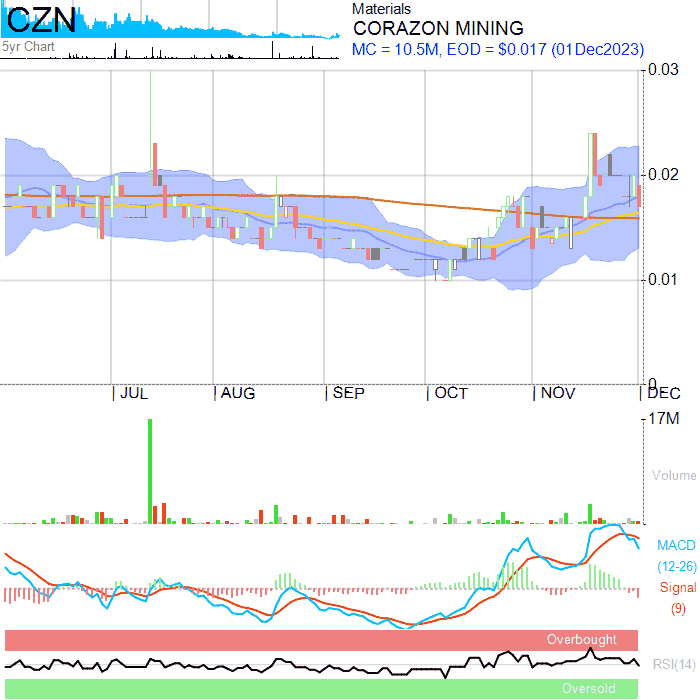 CZN
5yr Chart
Materials
CORAZON MINING
MC = 10.5M, EOD = $0.017 (01Dec2023)
0.03
0.02
0.01
0
JUL
AUG
SEP
OCT
NOV
DEC
17M
Volume
MACD
(12-26)
Signal
(9)
Overbought
RSI(14)
Oversold